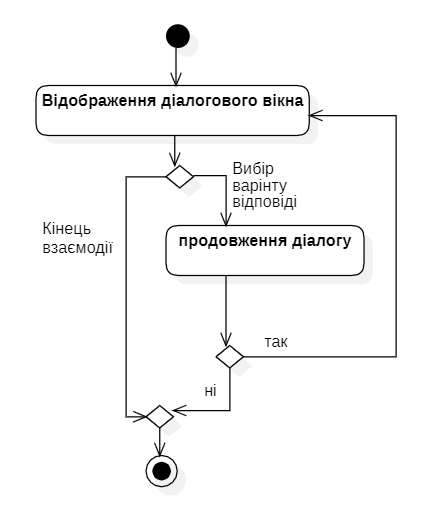 Відображення діалогового вікна
Вибір
варінту
відповіді
Кінець
взаємодії
продовження діалогу
так
ні